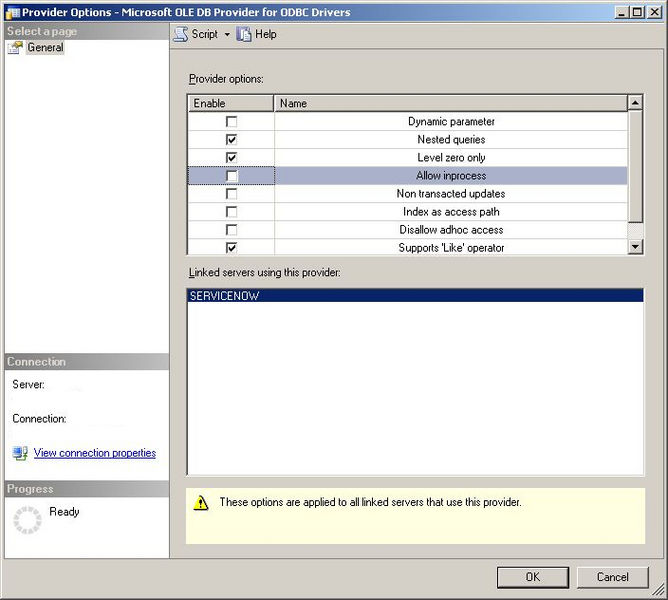 Provider Options - Microsoft OLE DB Provider for ODBC Drivers
Select a page
General
Script Help
Provider options:
Enable Name
Dynamic parameter
Nested queries
Level zero only
Allow inprocess
Non transacted updates
Index as access path
Disallow adhoc access
Supports 'Like' operator
Linked servers using this provider:
SERVICENOW
Connection
Server:
Connection:
View connection properties
Progress
Ready
These options are applied to all linked servers that use this provider.
OK Cancel